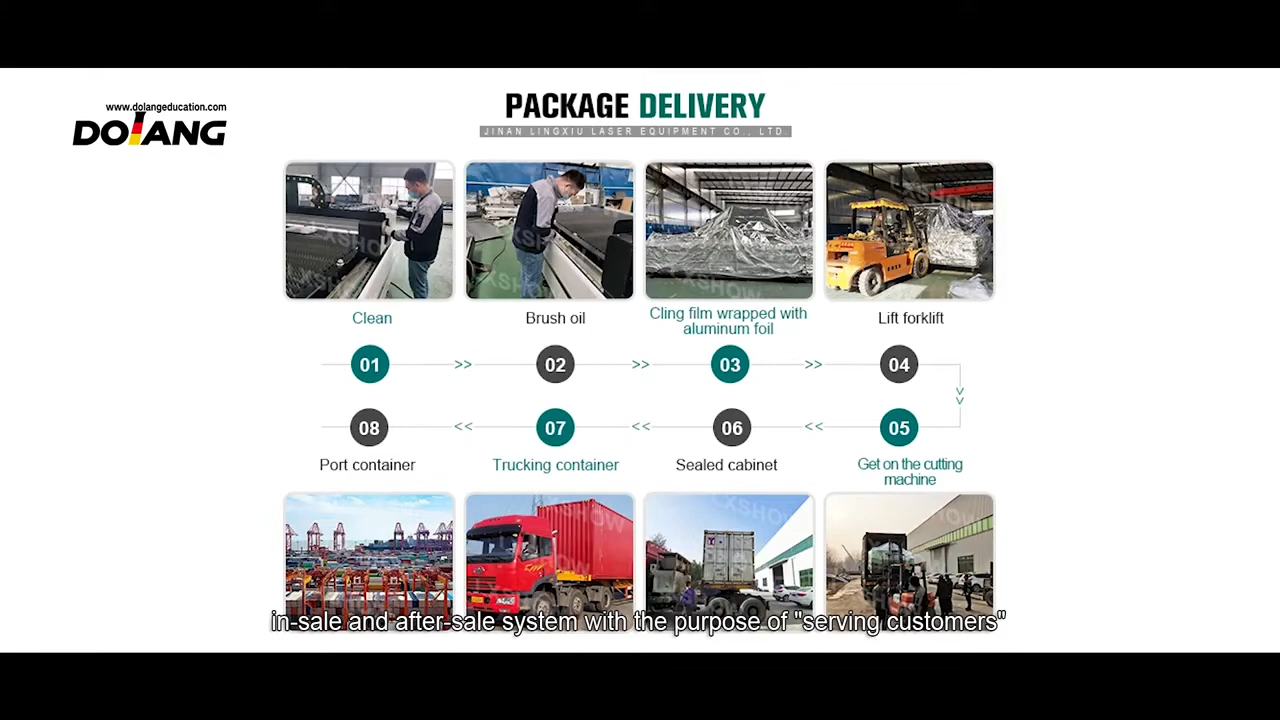 www.dolangeducation.com
DOLANG
PACKAGE DELIVERY
JINAN LINGXIU LASER EQUIPMENT CO., LTD.
Clean
Brush oil
Cling film wrapped with
aluminum foil
Lift forklift
01
>>
02
>>
03
>>
04
>>
08
<<
07
<<
06
<<
05
Port container
Trucking container
Sealed cabinet
Get on the cutting
machine
in-sale and after-sale system with the purpose of "serving customers"